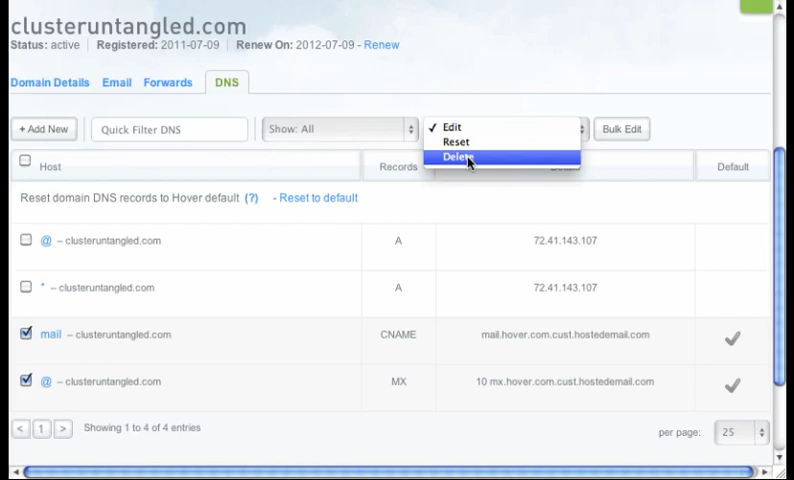 clusteruntangled.com
Status: active | Registered: 2011-07-09 | Renew On: 2012-07-09 - Renew
Domain Details Email Forwards DNS
+ Add New Quick Filter DNS Show: All ✓ Edit Bulk Edit
Reset
Delete
Host Records Details Default
Reset domain DNS records to Hover default (?) - Reset to default
@ – clusteruntangled.com A 72.41.143.107
* – clusteruntangled.com A 72.41.143.107
mail – clusteruntangled.com CNAME mail.hover.com.cust.hostedemail.com
@ – clusteruntangled.com MX 10 mx.hover.com.cust.hostedemail.com
< 1 > Showing 1 to 4 of 4 entries per page: 25